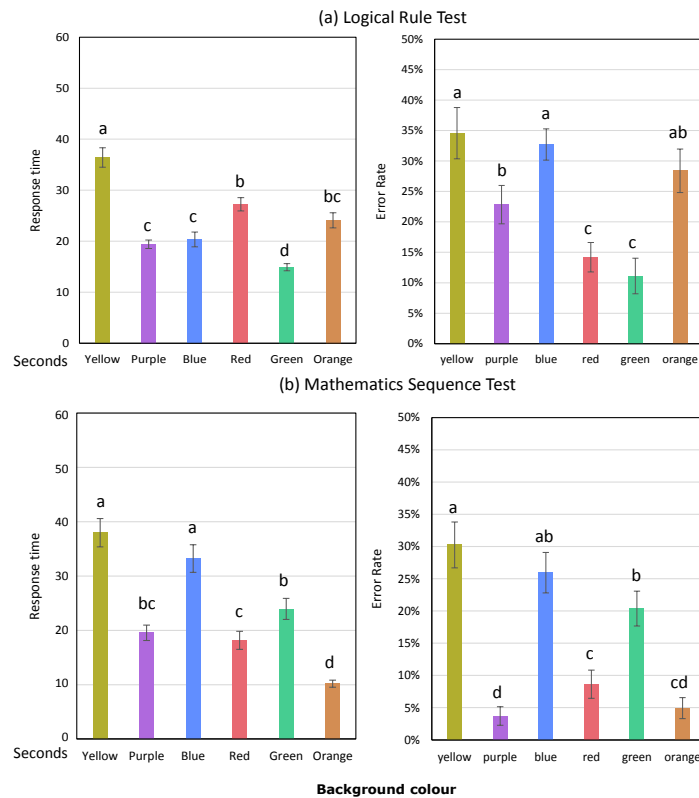 (a) Logical Rule Test
60
50
40
30
20
10
0
Response time
a
c
c
b
d
bc
Seconds
Yellow Purple Blue Red Green Orange
50%
45%
40%
35%
30%
25%
20%
15%
10%
5%
0%
Error Rate
a
b
a
c
c
ab
yellow purple blue red green orange
(b) Mathematics Sequence Test
60
50
40
30
20
10
0
Response time
a
bc
a
c
b
d
Seconds
Yellow Purple Blue Red Green Orange
50%
45%
40%
35%
30%
25%
20%
15%
10%
5%
0%
Error Rate
a
d
ab
c
b
cd
yellow purple blue red green orange
Background colour